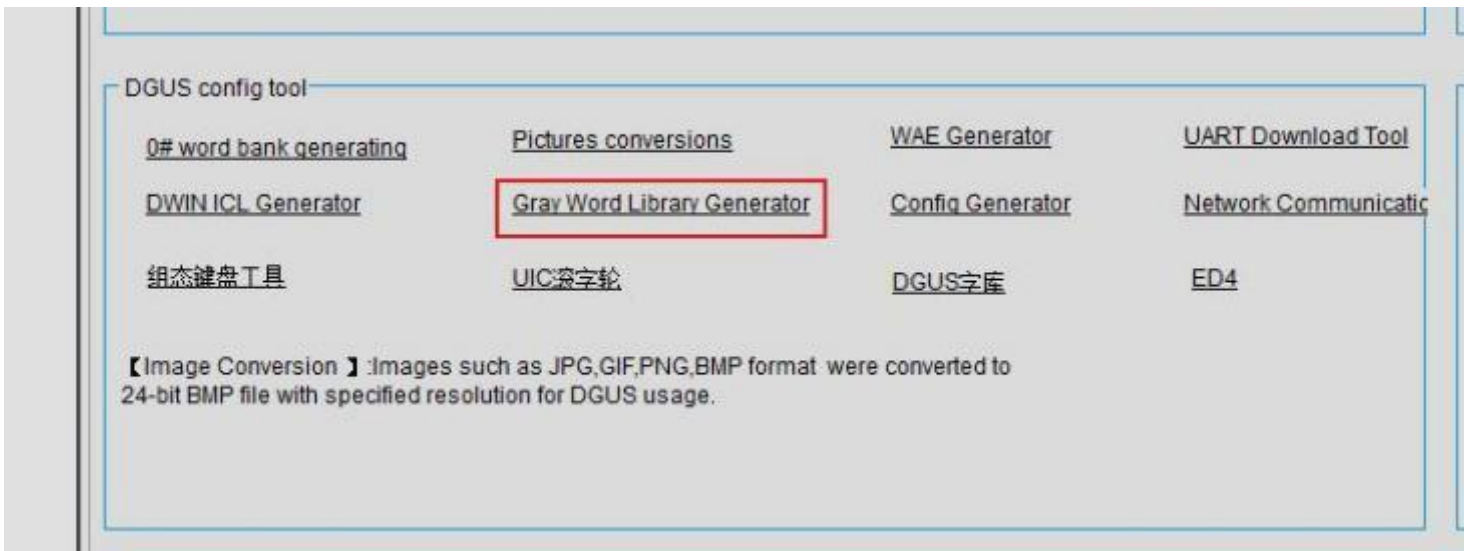 DGUS config tool
0# word bank generating Pictures conversions WAE Generator UART Download Tool
DWIN ICL Generator Gray Word Library Generator Config Generator Network Communicatic
组态键盘工具 UIC滚字轮 DGUS字库 ED4
【Image Conversion 】:Images such as JPG,GIF,PNG,BMP format were converted to
24-bit BMP file with specified resolution for DGUS usage.